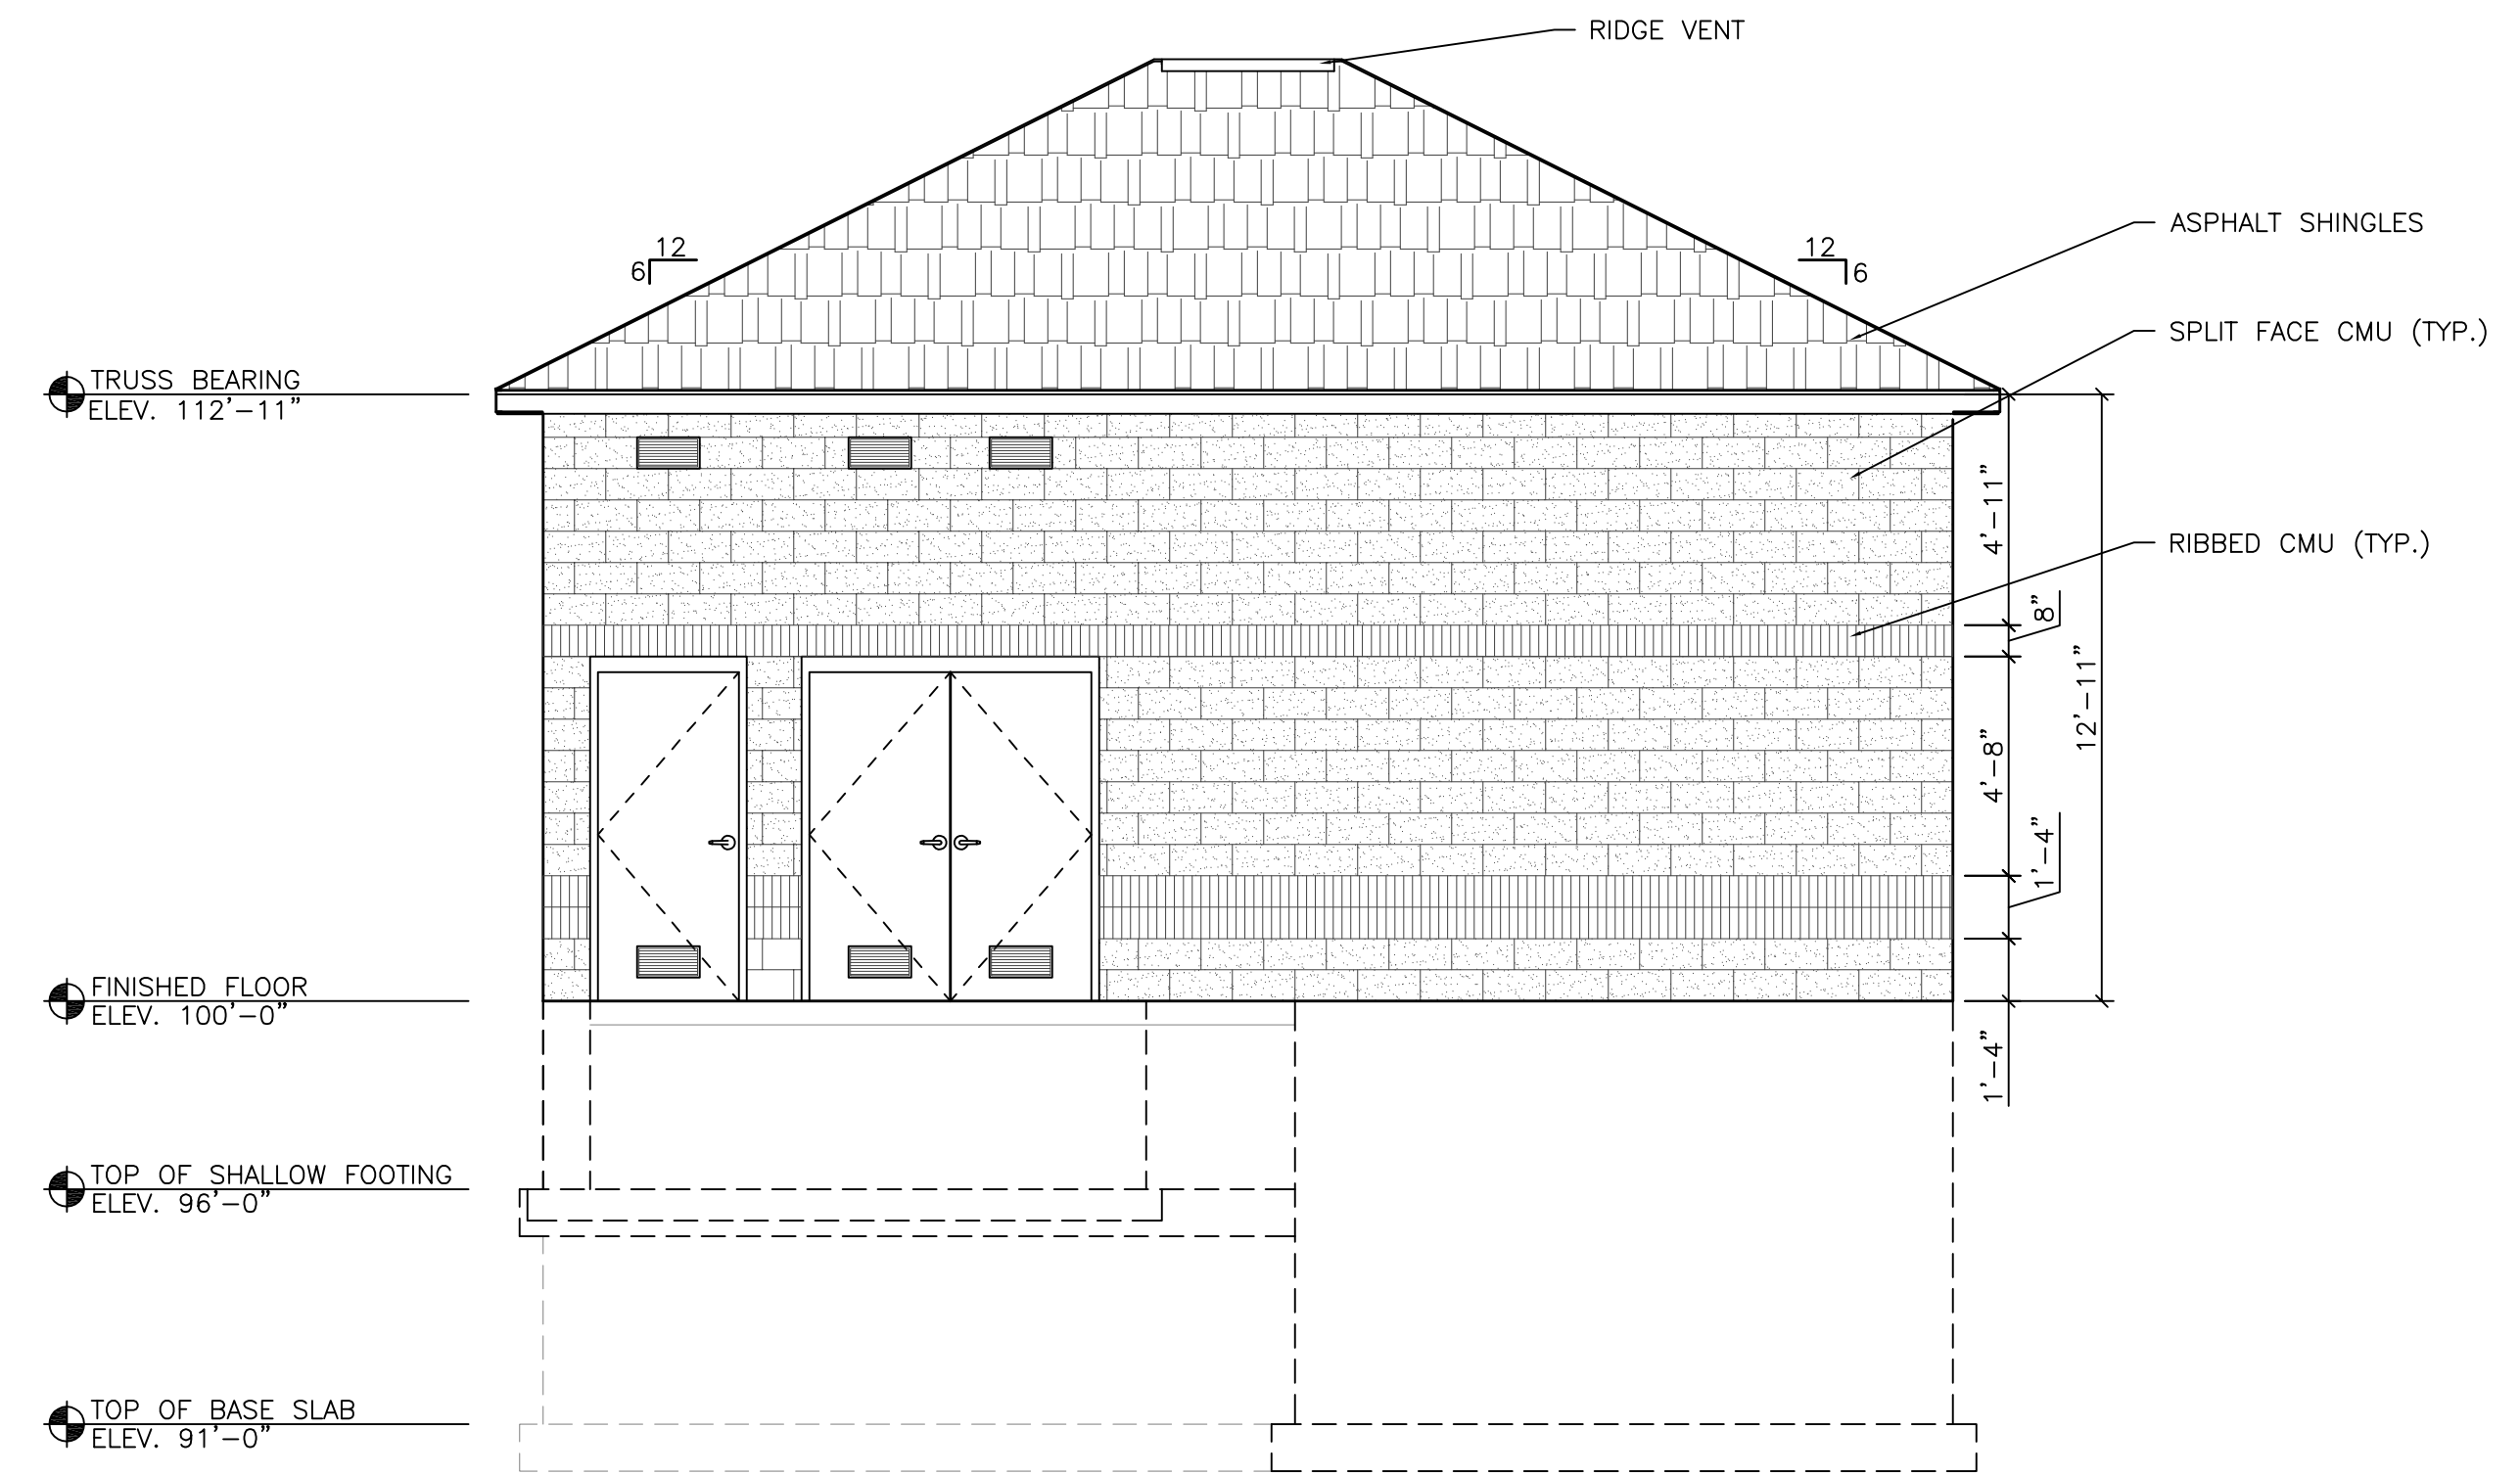 RIDGE VENT
ASPHALT SHINGLES
12
6
12
6
SPLIT FACE CMU (TYP.)
TRUSS BEARING
ELEV. 112'-11"
4'-11"
RIBBED CMU (TYP.)
8"
12'-11"
4'-8"
1'-4"
FINISHED FLOOR
ELEV. 100'-0"
1'-4"
TOP OF SHALLOW FOOTING
ELEV. 96'-0"
TOP OF BASE SLAB
ELEV. 91'-0"